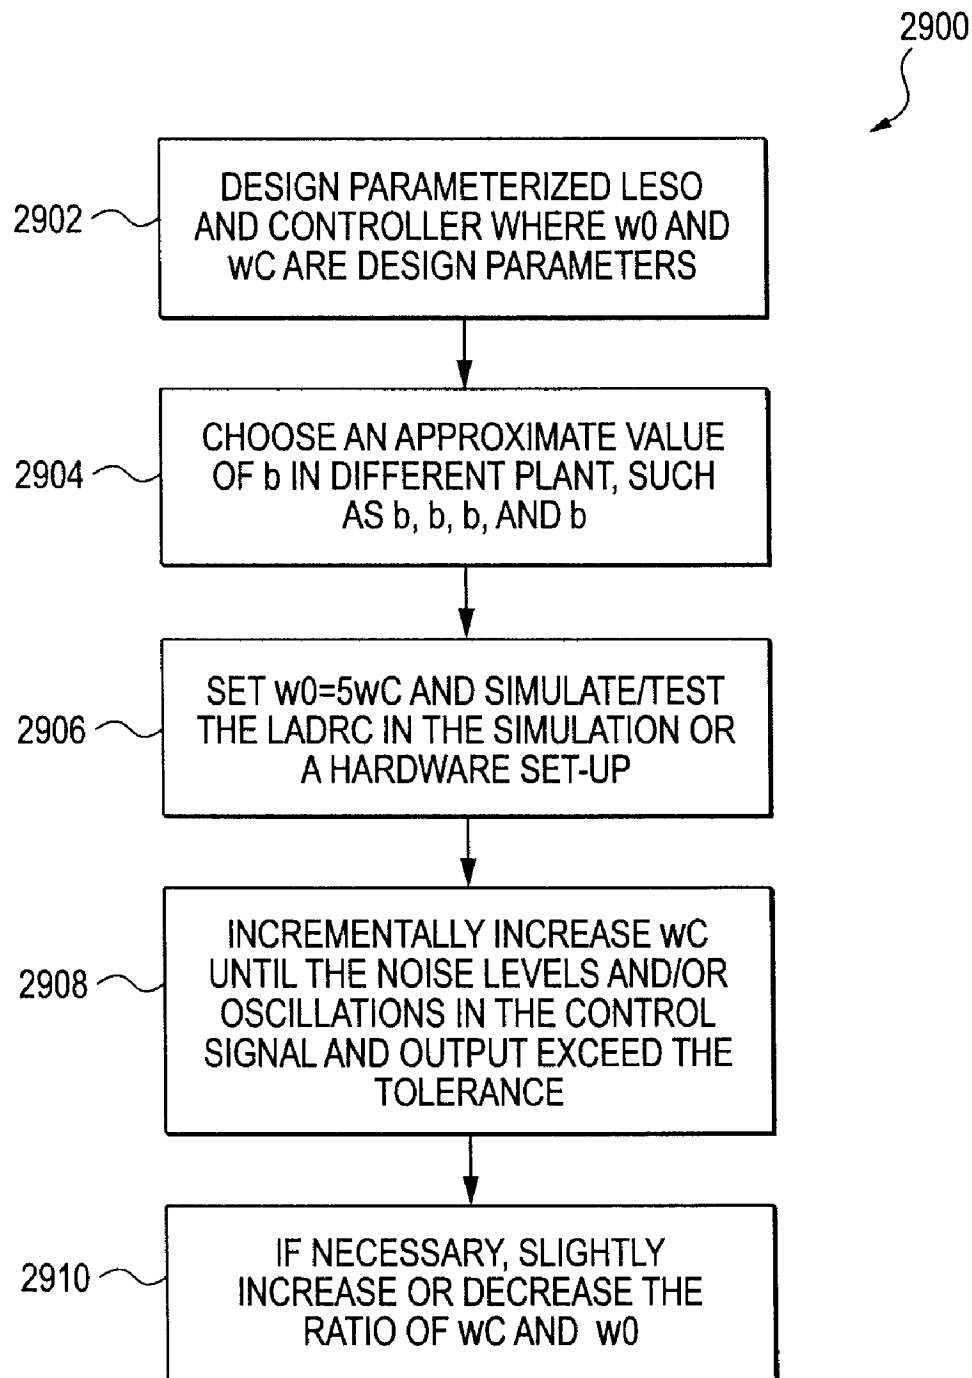 2900
2902
DESIGN PARAMETERIZED LESO
AND CONTROLLER WHERE w0 AND
wC ARE DESIGN PARAMETERS
2904
CHOOSE AN APPROXIMATE VALUE
OF b IN DIFFERENT PLANT, SUCH
AS b, b, b, AND b
2906
SET w0=5wC AND SIMULATE/TEST
THE LADRC IN THE SIMULATION OR
A HARDWARE SET-UP
2908
INCREMENTALLY INCREASE wC
UNTIL THE NOISE LEVELS AND/OR
OSCILLATIONS IN THE CONTROL
SIGNAL AND OUTPUT EXCEED THE
TOLERANCE
2910
IF NECESSARY, SLIGHTLY
INCREASE OR DECREASE THE
RATIO OF wC AND w0